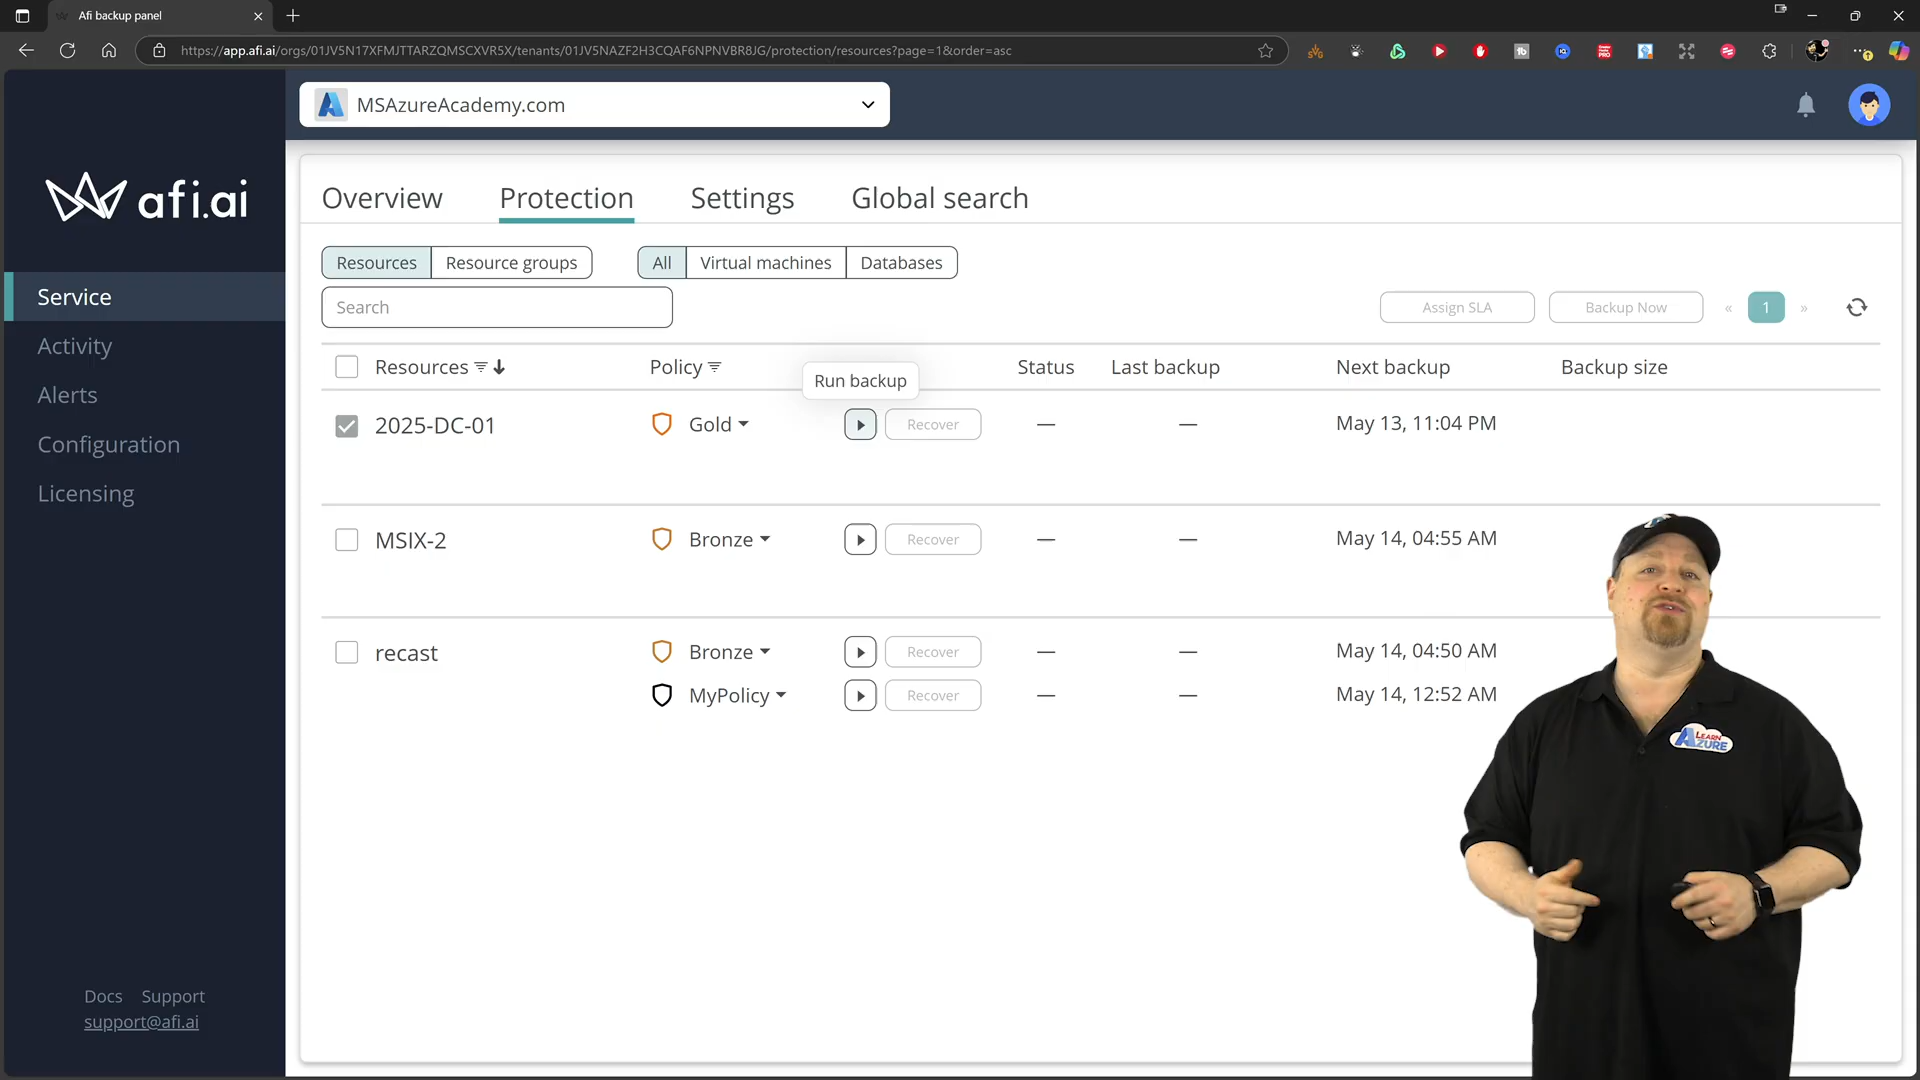 Afi backup panel
https://app.afi.ai/orgs/01JV5N17XFMJTTARZQMSCXVR5X/tenants/01JV5NAZF2H3CQAF6NPNVBR8JG/protection/resources?page=1&order=asc
MSAzureAcademy.com
afi.ai
Service
Activity
Alerts
Configuration
Licensing
Docs Support
support@afi.ai
Overview Protection Settings Global search
Resources Resource groups All Virtual machines Databases
Search Assign SLA Backup Now « 1 »
Resources Policy Status Last backup Next backup Backup size
Run backup
2025-DC-01 Gold Recover — — May 13, 11:04 PM
MSIX-2 Bronze Recover — — May 14, 04:55 AM
recast Bronze Recover — — May 14, 04:50 AM
MyPolicy Recover — — May 14, 12:52 AM
LEARN
AZURE